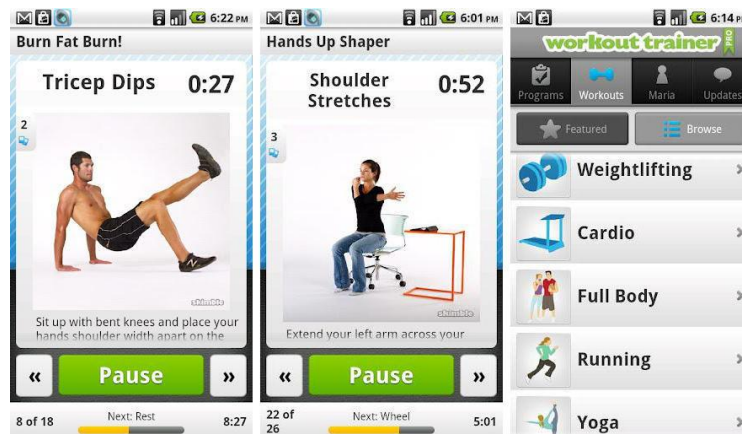 6:22 PM
Burn Fat Burn!
Tricep Dips
0:27
2
skimble
Sit up with bent knees and place your
hands shoulder width apart on the
«
Pause
»
8 of 18
Next: Rest
8:27
6:01 PM
Hands Up Shaper
Shoulder
Stretches
0:52
3
skimble
Extend your left arm across your
«
Pause
»
22 of
26
Next: Wheel
5:01
6:14 P
workout trainer PRO
Programs
Workouts
Maria
Updates
Featured
Browse
Weightlifting
Cardio
Full Body
Running
Yoga